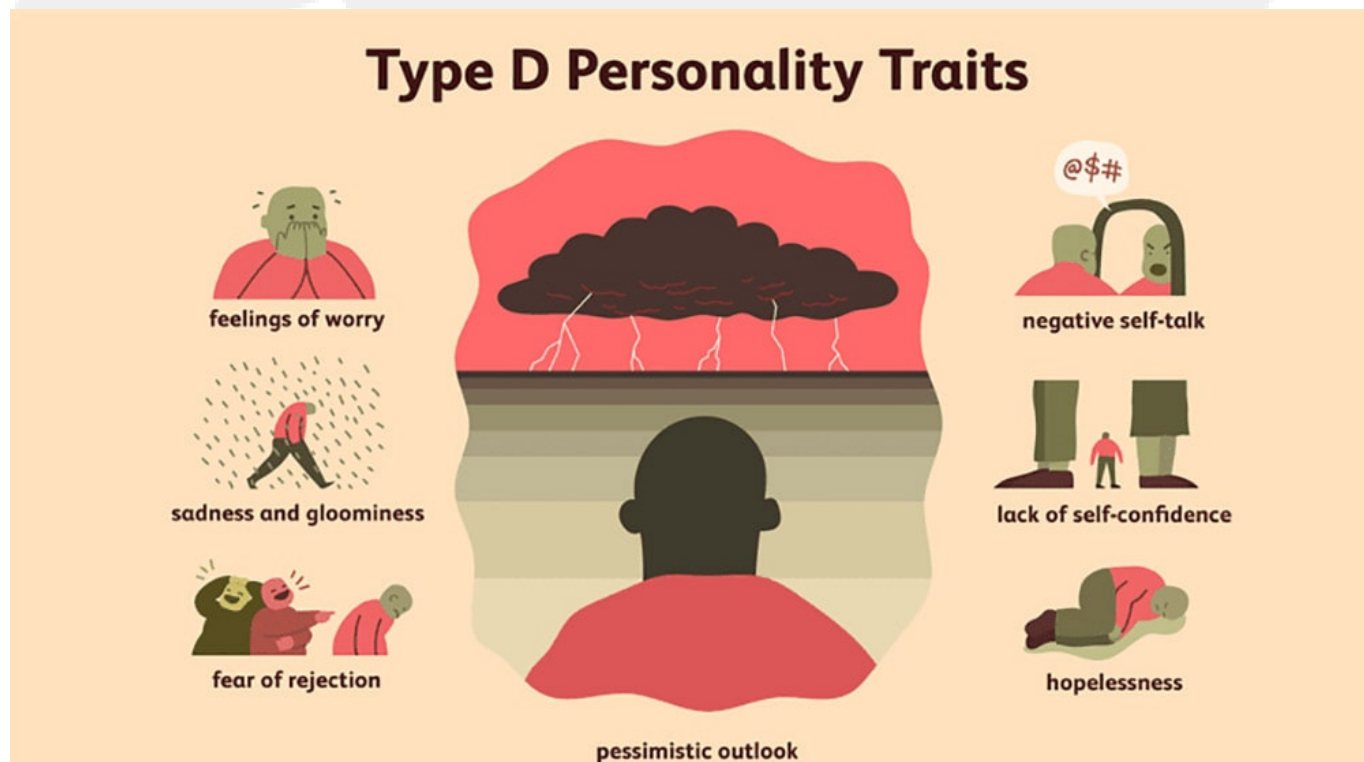 Type D Personality Traits
@$#
feelings of worry
negative self-talk
sadness and gloominess
lack of self-confidence
fear of rejection
hopelessness
pessimistic outlook